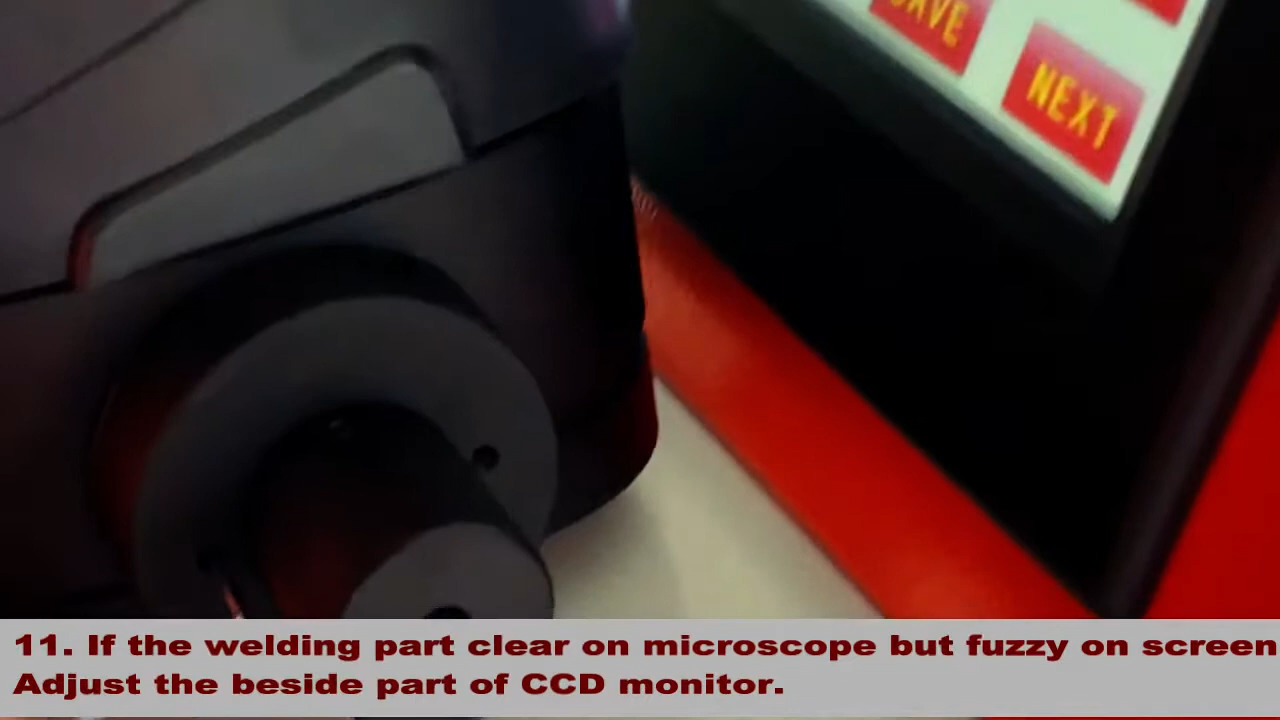 SAVE
NEXT
11. If the welding part clear on microscope but fuzzy on screen
Adjust the beside part of CCD monitor.